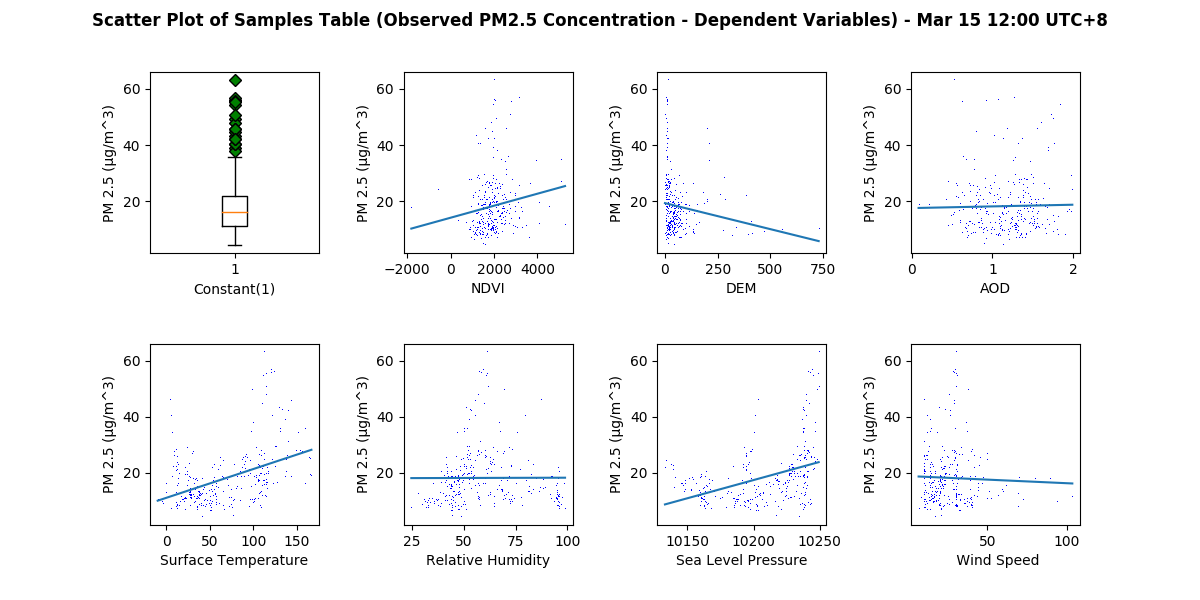 Scatter Plot of Samples Table (Observed PM2.5 Concentration - Dependent Variables) - Mar 15 12:00 UTC+8
PM 2.5 (μg/m^3)
60
40
20
1
Constant(1)
PM 2.5 (μg/m^3)
60
40
20
−2000 0 2000 4000
NDVI
PM 2.5 (μg/m^3)
60
40
20
0 250 500 750
DEM
PM 2.5 (μg/m^3)
60
40
20
0 1 2
AOD
PM 2.5 (μg/m^3)
60
40
20
0 50 100 150
Surface Temperature
PM 2.5 (μg/m^3)
60
40
20
25 50 75 100
Relative Humidity
PM 2.5 (μg/m^3)
60
40
20
10150 10200 10250
Sea Level Pressure
PM 2.5 (μg/m^3)
60
40
20
50 100
Wind Speed